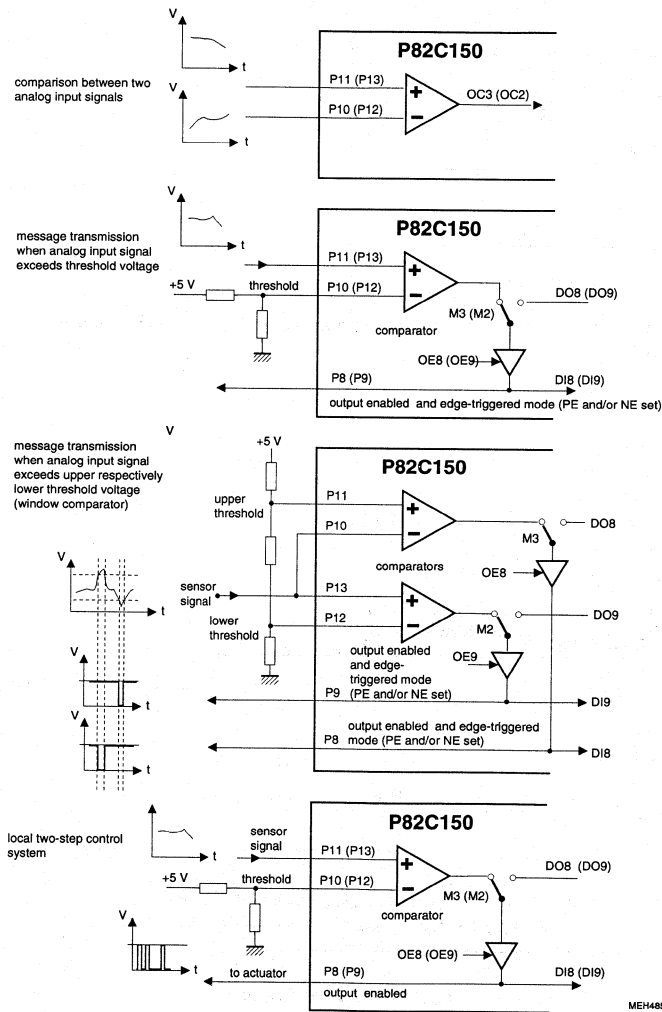 V
t
comparison between two
analog input signals
V
t
P82C150
P11 (P13)
P10 (P12)
+
−
OC3 (OC2)
message transmission
when analog input signal
exceeds threshold voltage
V
t
+5 V
threshold
P82C150
P11 (P13)
P10 (P12)
+
−
comparator
M3 (M2)
DO8 (DO9)
OE8 (OE9)
P8 (P9)
DI8 (DI9)
output enabled and edge-triggered mode (PE and/or NE set)
message transmission
when analog input signal
exceeds upper respectively
lower threshold voltage
(window comparator)
V
+5 V
upper
threshold
sensor
signal
lower
threshold
V
t
V
t
V
t
P82C150
P11
P10
+
−
comparators
M3
DO8
OE8
P13
P12
+
−
M2
DO9
OE9
output enabled
and edge-
triggered mode
(PE and/or NE set)
P9
DI9
output enabled and edge-triggered
mode (PE and/or NE set)
P8
DI8
local two-step control
system
V
t
sensor
signal
+5 V
threshold
V
t
to actuator
P82C150
P11 (P13)
P10 (P12)
+
−
comparator
M3 (M2)
DO8 (DO9)
OE8 (OE9)
P8 (P9)
DI8 (DI9)
output enabled